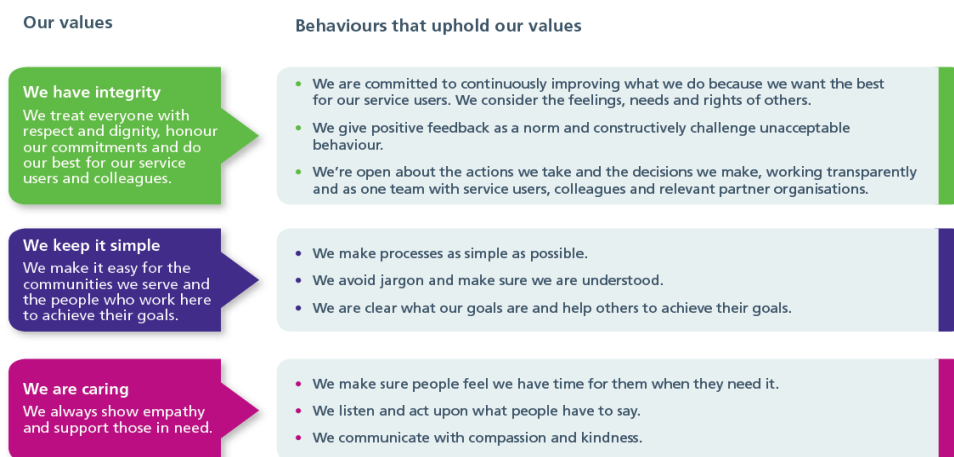 Our values
Behaviours that uphold our values
We have integrity
We treat everyone with
respect and dignity, honour
our commitments and do
our best for our service
users and colleagues.
• We are committed to continuously improving what we do because we want the best
for our service users. We consider the feelings, needs and rights of others.
• We give positive feedback as a norm and constructively challenge unacceptable
behaviour.
• We're open about the actions we take and the decisions we make, working transparently
and as one team with service users, colleagues and relevant partner organisations.
We keep it simple
We make it easy for the
communities we serve and
the people who work here
to achieve their goals.
• We make processes as simple as possible.
• We avoid jargon and make sure we are understood.
• We are clear what our goals are and help others to achieve their goals.
We are caring
We always show empathy
and support those in need.
• We make sure people feel we have time for them when they need it.
• We listen and act upon what people have to say.
• We communicate with compassion and kindness.